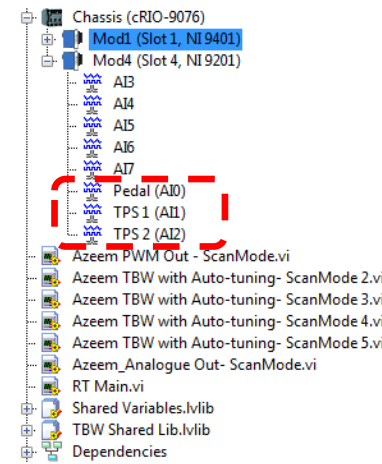 Chassis (cRIO-9076)
Mod1 (Slot 1, NI 9401)
Mod4 (Slot 4, NI 9201)
AI3
AI4
AI5
AI6
AI7
Pedal (AI0)
TPS 1 (AI1)
TPS 2 (AI2)
Azeem PWM Out - ScanMode.vi
Azeem TBW with Auto-tuning- ScanMode 2.vi
Azeem TBW with Auto-tuning- ScanMode 3.vi
Azeem TBW with Auto-tuning- ScanMode 4.vi
Azeem TBW with Auto-tuning- ScanMode 5.vi
Azeem_Analogue Out- ScanMode.vi
RT Main.vi
Shared Variables.lvlib
TBW Shared Lib.lvlib
Dependencies